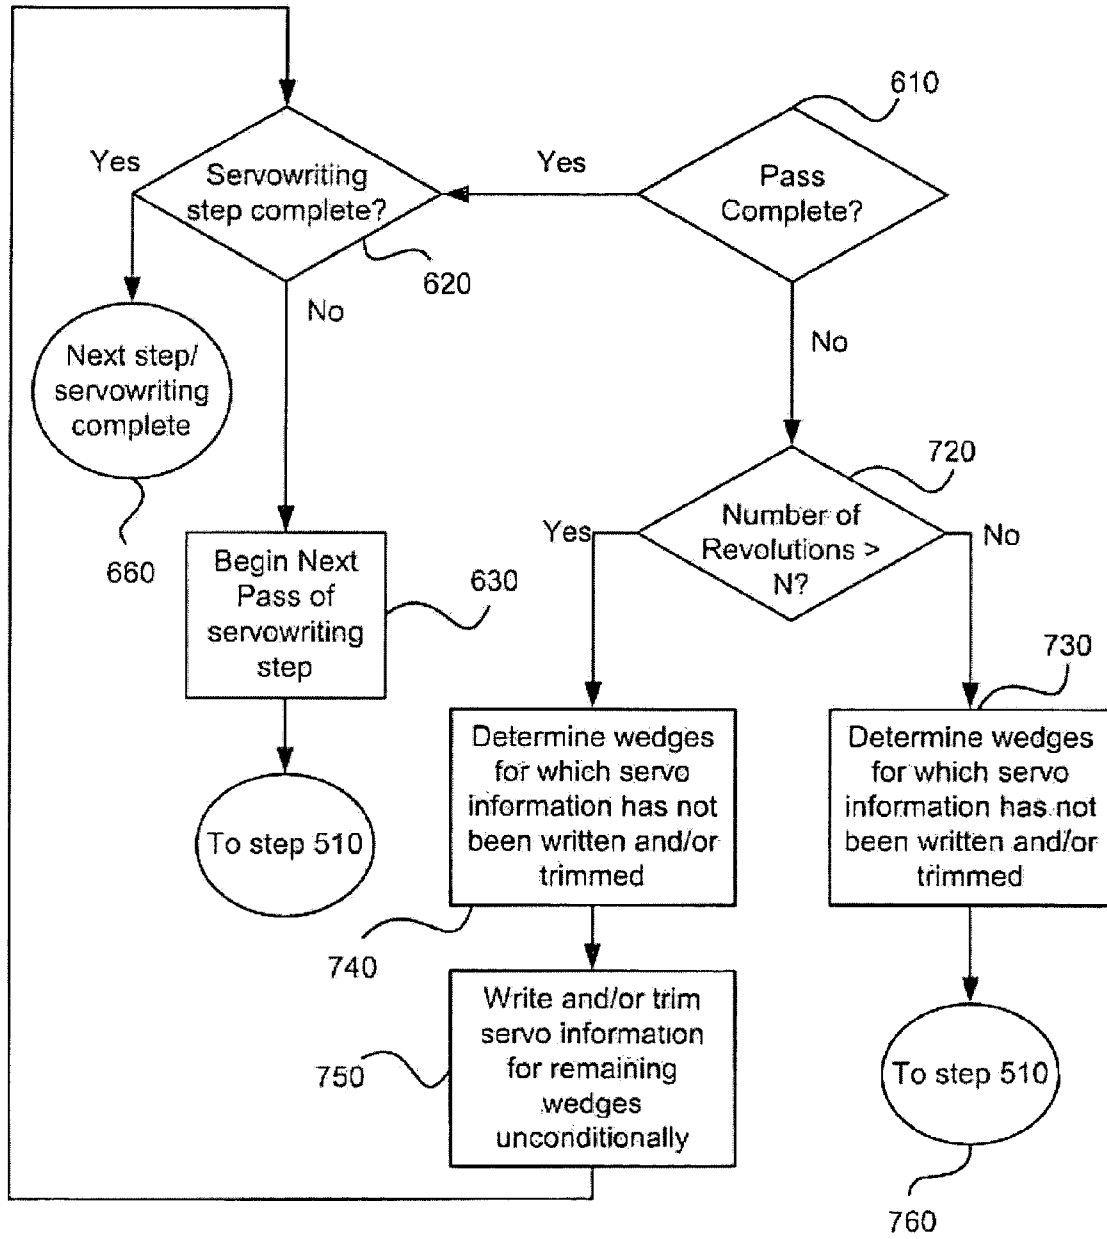 610
Pass
Complete?
Yes
No
Servowriting
step complete?
620
Yes
No
Next step/
servowriting
complete
660
Begin Next
Pass of
servowriting
step
630
To step 510
Number of
Revolutions >
N?
720
Yes
No
Determine wedges
for which servo
information has not
been written and/or
trimmed
740
Write and/or trim
servo information
for remaining
wedges
unconditionally
750
730
Determine wedges
for which servo
information has not
been written and/or
trimmed
To step 510
760